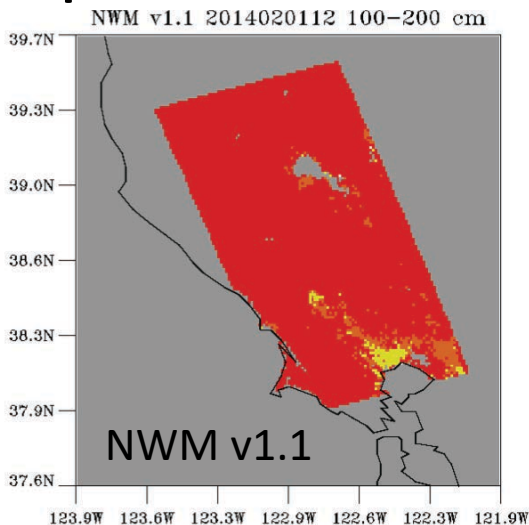 NWM v1.1 2014020112 100-200 cm
39.7N
39.3N
39.0N
38.6N
38.3N
37.9N
37.6N
NWM v1.1
123.9W 123.6W 123.3W 122.9W 122.6W 122.3W 121.9W